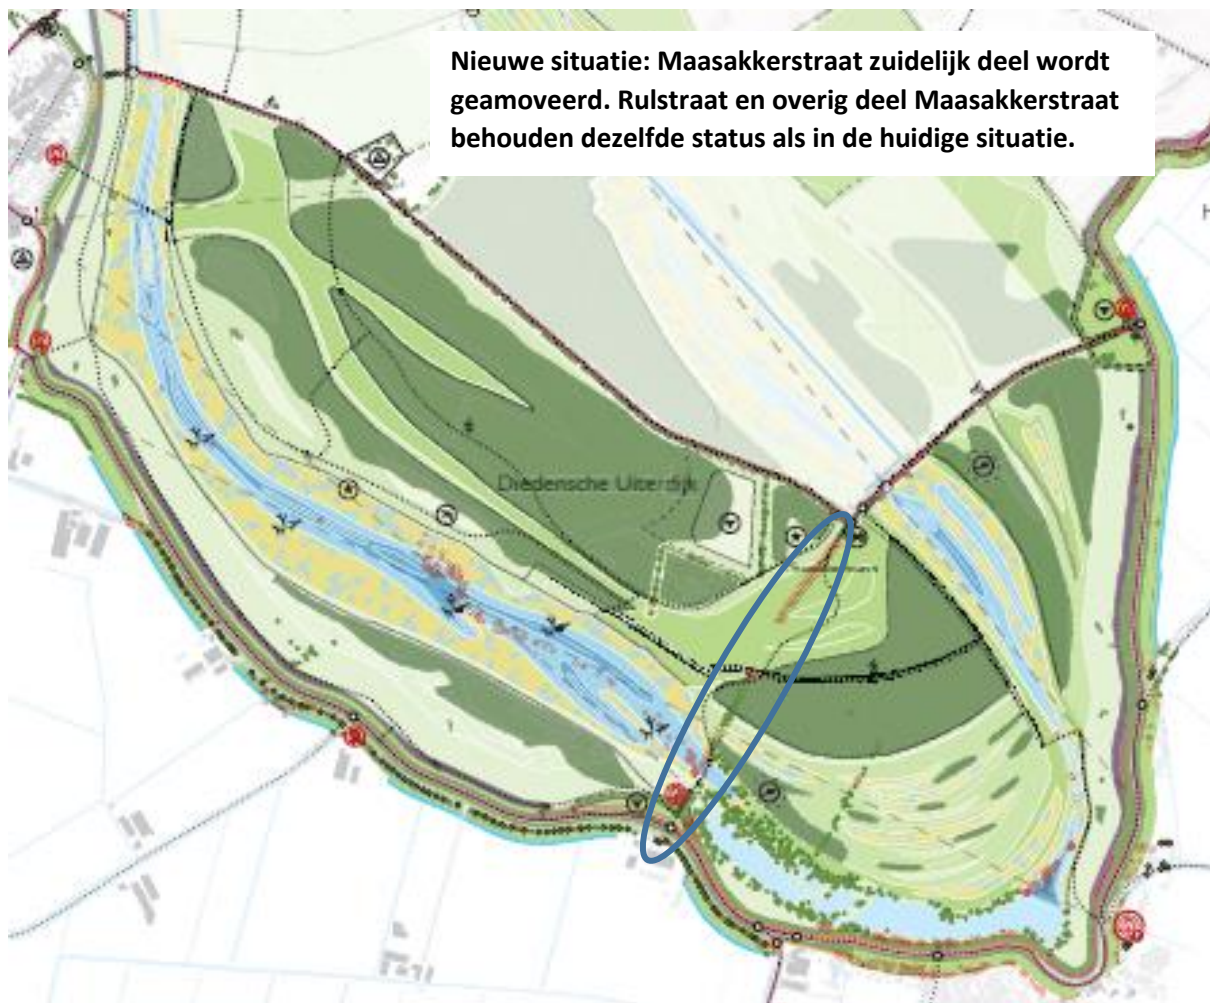 Nieuwe situatie: Maasakkerstraat zuidelijk deel wordt
geamoveerd. Rulstraat en overig deel Maasakkerstraat
behouden dezelfde status als in de huidige situatie.
H
Diedensche Uiterdijk